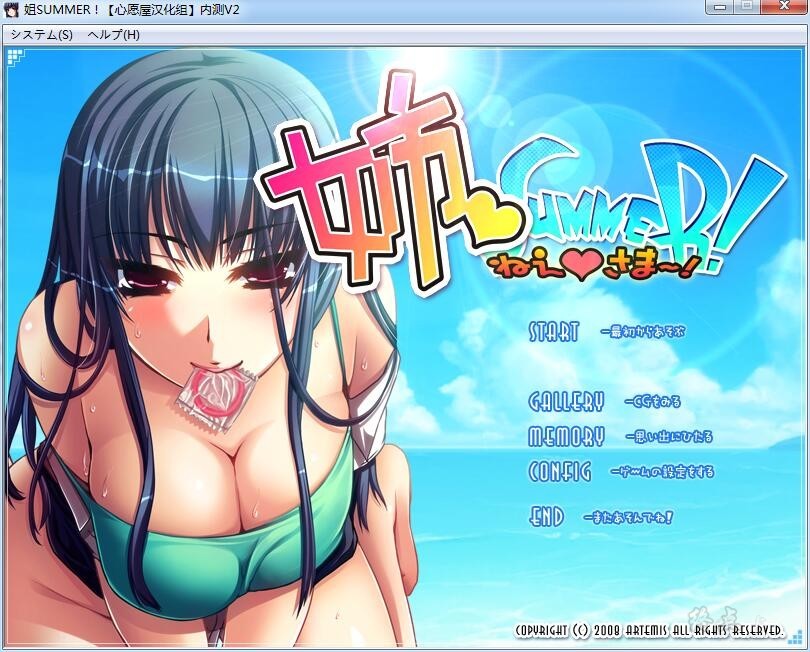 姐SUMMER！【心愿屋汉化组】内测V2
システム(S) ヘルプ(H)
姉 SUMMER!
ねぇ♥さま～!
START －最初からあそぶ
GALLERY －CGをみる
MEMORY －思い出にひたる
CONFIG －ゲームの設定をする
END －またあそんでね!
COPYRIGHT (C) 2008 ARTEMIS ALL RIGHTS RESERVED.